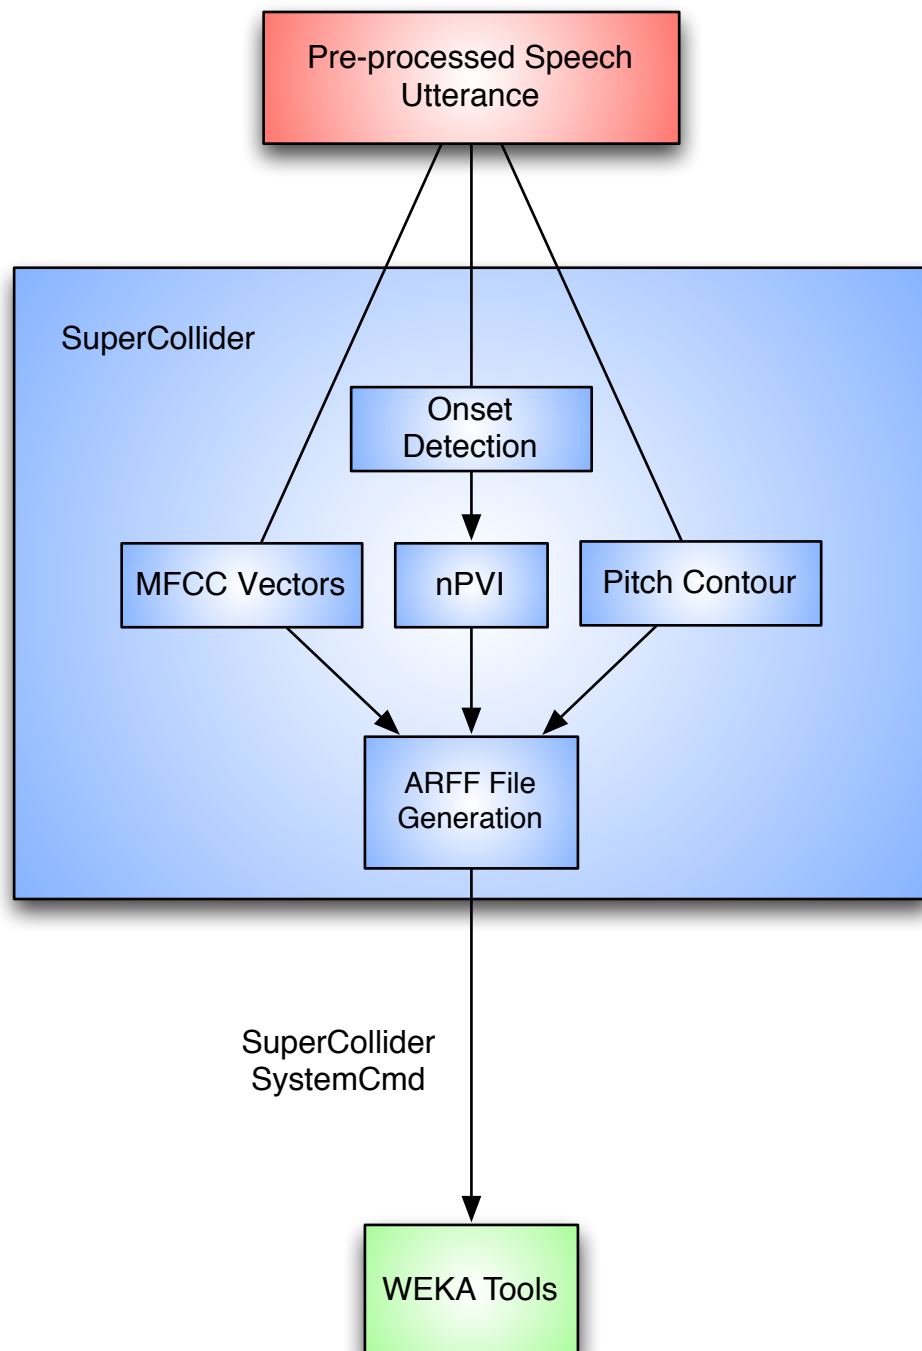 Pre-processed Speech
Utterance
SuperCollider
Onset
Detection
MFCC Vectors
nPVI
Pitch Contour
ARFF File
Generation
SuperCollider
SystemCmd
WEKA Tools